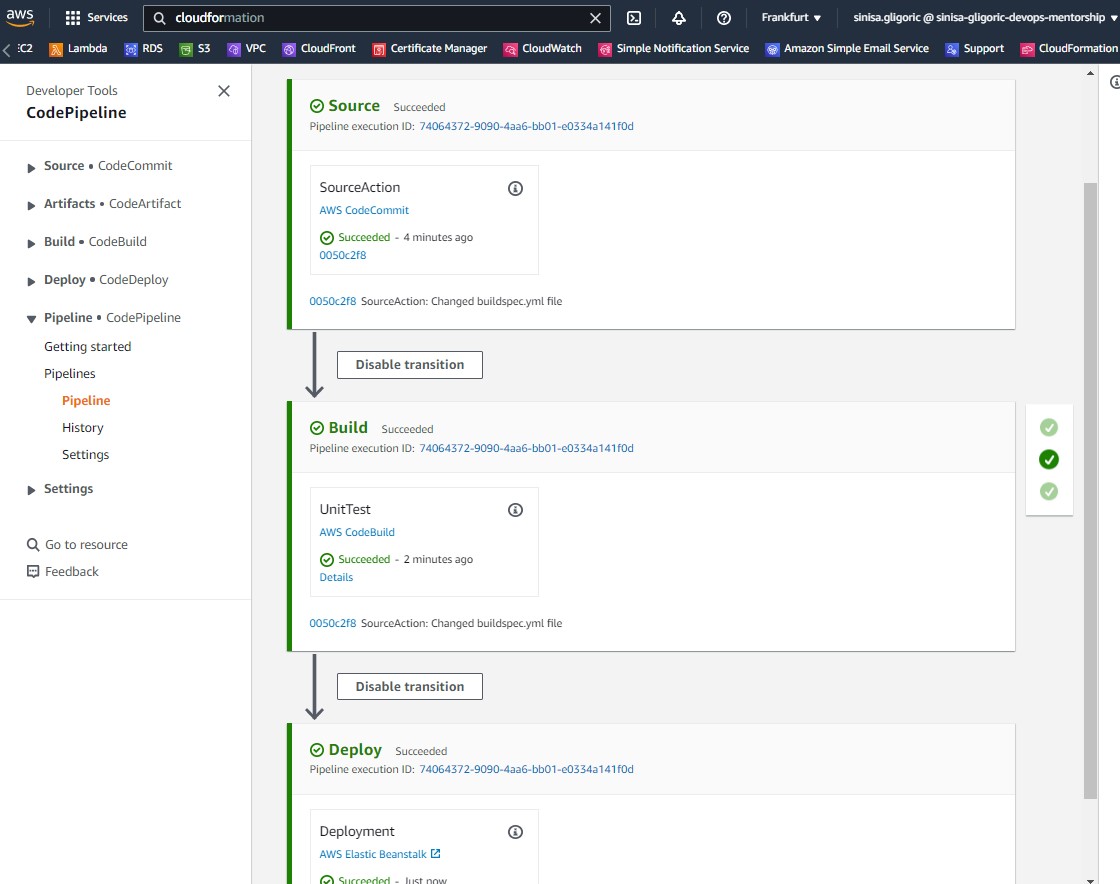 aws
Services
cloudformation
Frankfurt
sinisa.gligoric @ sinisa-gligoric-devops-mentorship
Lambda
RDS
S3
VPC
CloudFront
Certificate Manager
CloudWatch
Simple Notification Service
Amazon Simple Email Service
Support
CloudFormation
Developer Tools
CodePipeline
Source • CodeCommit
Artifacts • CodeArtifact
Build • CodeBuild
Deploy • CodeDeploy
Pipeline • CodePipeline
Getting started
Pipelines
Pipeline
History
Settings
Settings
Go to resource
Feedback
Source Succeeded
Pipeline execution ID: 74064372-9090-4aa6-bb01-e0334a141f0d
SourceAction
AWS CodeCommit
Succeeded - 4 minutes ago
0050c2f8
0050c2f8 SourceAction: Changed buildspec.yml file
Disable transition
Build Succeeded
Pipeline execution ID: 74064372-9090-4aa6-bb01-e0334a141f0d
UnitTest
AWS CodeBuild
Succeeded - 2 minutes ago
Details
0050c2f8 SourceAction: Changed buildspec.yml file
Disable transition
Deploy Succeeded
Pipeline execution ID: 74064372-9090-4aa6-bb01-e0334a141f0d
Deployment
AWS Elastic Beanstalk
Succeeded - Just now